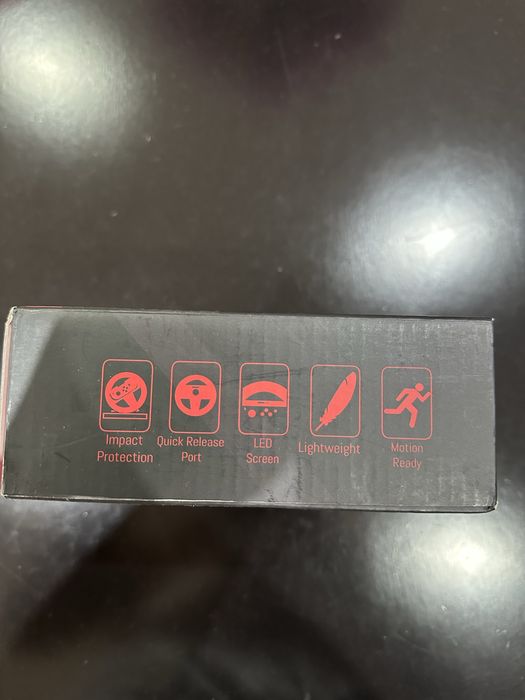 Impact
Protection
Quick Release
Port
LED
Screen
Lightweight
Motion
Ready